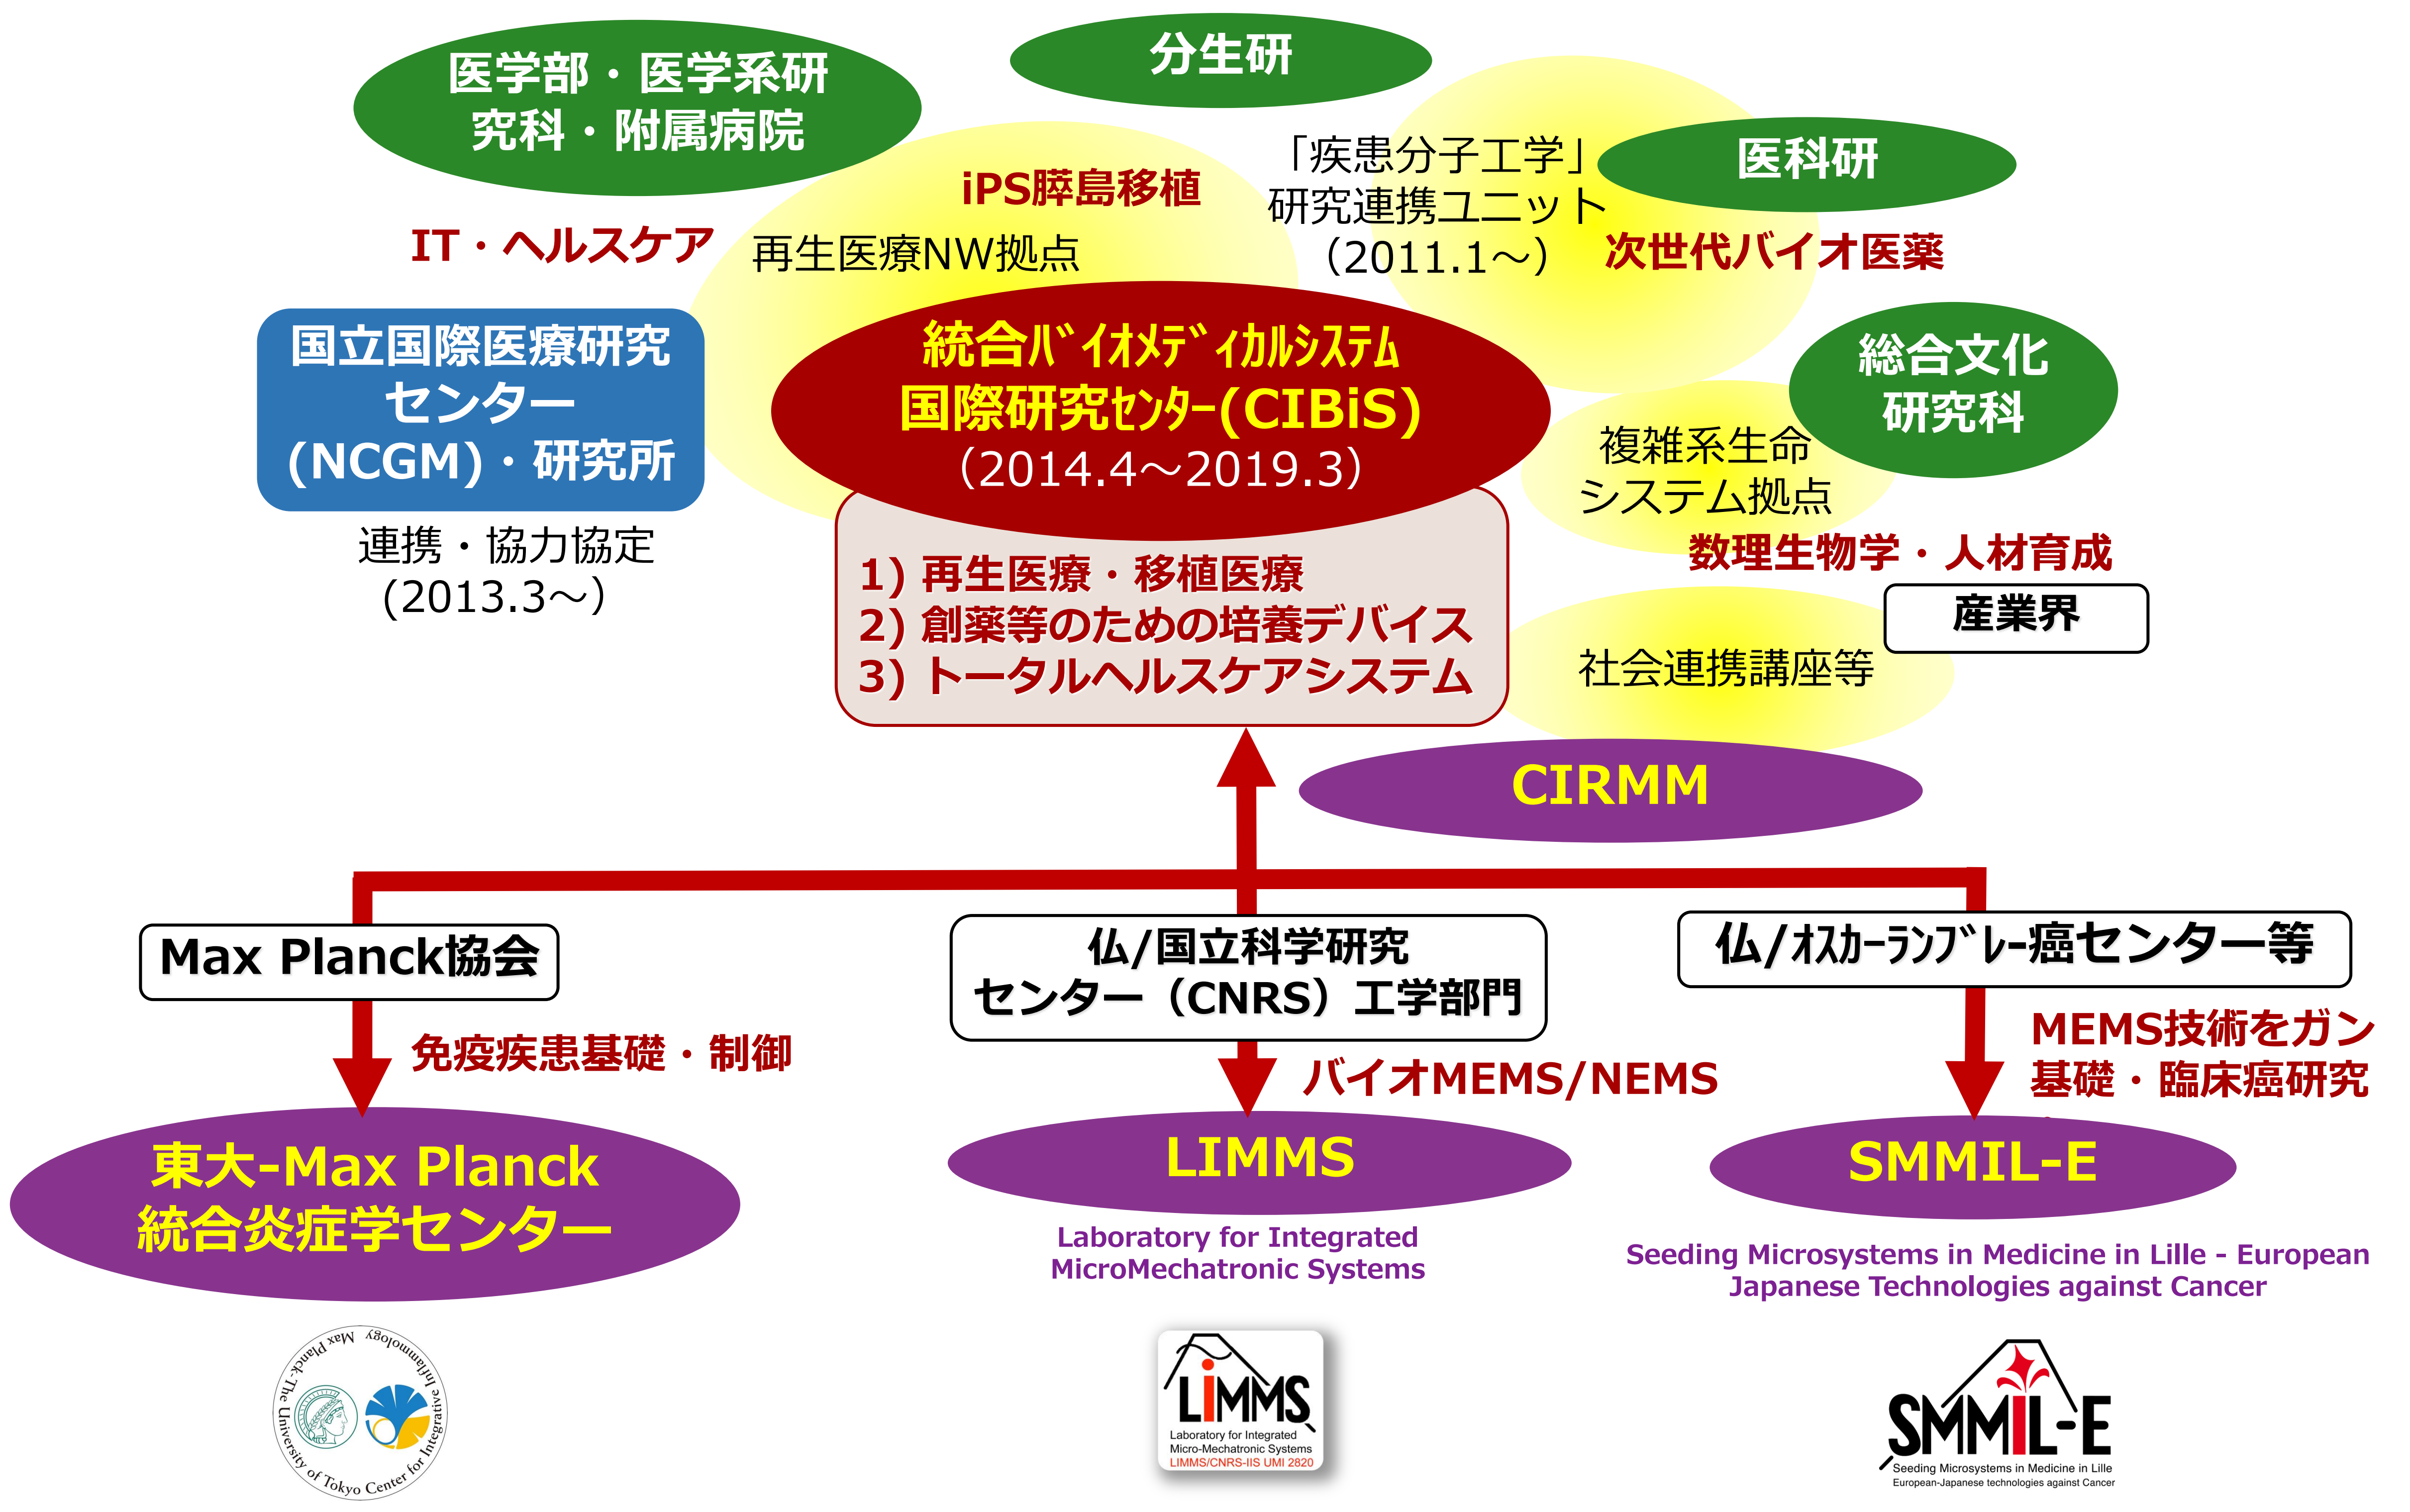 医学部・医学系研
究科・附属病院
分生研
医科研
「疾患分子工学」
研究連携ユニット
（2011.1～）
iPS膵島移植
再生医療NW拠点
IT・ヘルスケア
次世代バイオ医薬
国立国際医療研究
センター
(NCGM)・研究所
連携・協力協定
(2013.3～）
統合ﾊﾞｲｵﾒﾃﾞｨｶﾙｼｽﾃﾑ
国際研究ｾﾝﾀｰ(CIBiS)
（2014.4～2019.3）
総合文化
研究科
複雑系生命
システム拠点
数理生物学・人材育成
1) 再生医療・移植医療
2) 創薬等のための培養デバイス
3) トータルヘルスケアシステム
産業界
社会連携講座等
CIRMM
Max Planck協会
仏/国立科学研究
センター（CNRS）工学部門
仏/ｵｽｶｰﾗﾝﾌﾞﾚｰ癌センター等
免疫疾患基礎・制御
バイオMEMS/NEMS
MEMS技術をガン
基礎・臨床癌研究
東大-Max Planck
統合炎症学センター
LIMMS
Laboratory for Integrated
MicroMechatronic Systems
SMMIL-E
Seeding Microsystems in Medicine in Lille - European
Japanese Technologies against Cancer
Max Planck-The University of Tokyo Center for Integrative Inflammology
LiMMS
Laboratory for Integrated
Micro-Mechatronic Systems
LIMMS/CNRS-IIS UMI 2820
SMMIL-E
Seeding Microsystems in Medicine in Lille
European-Japanese technologies against Cancer